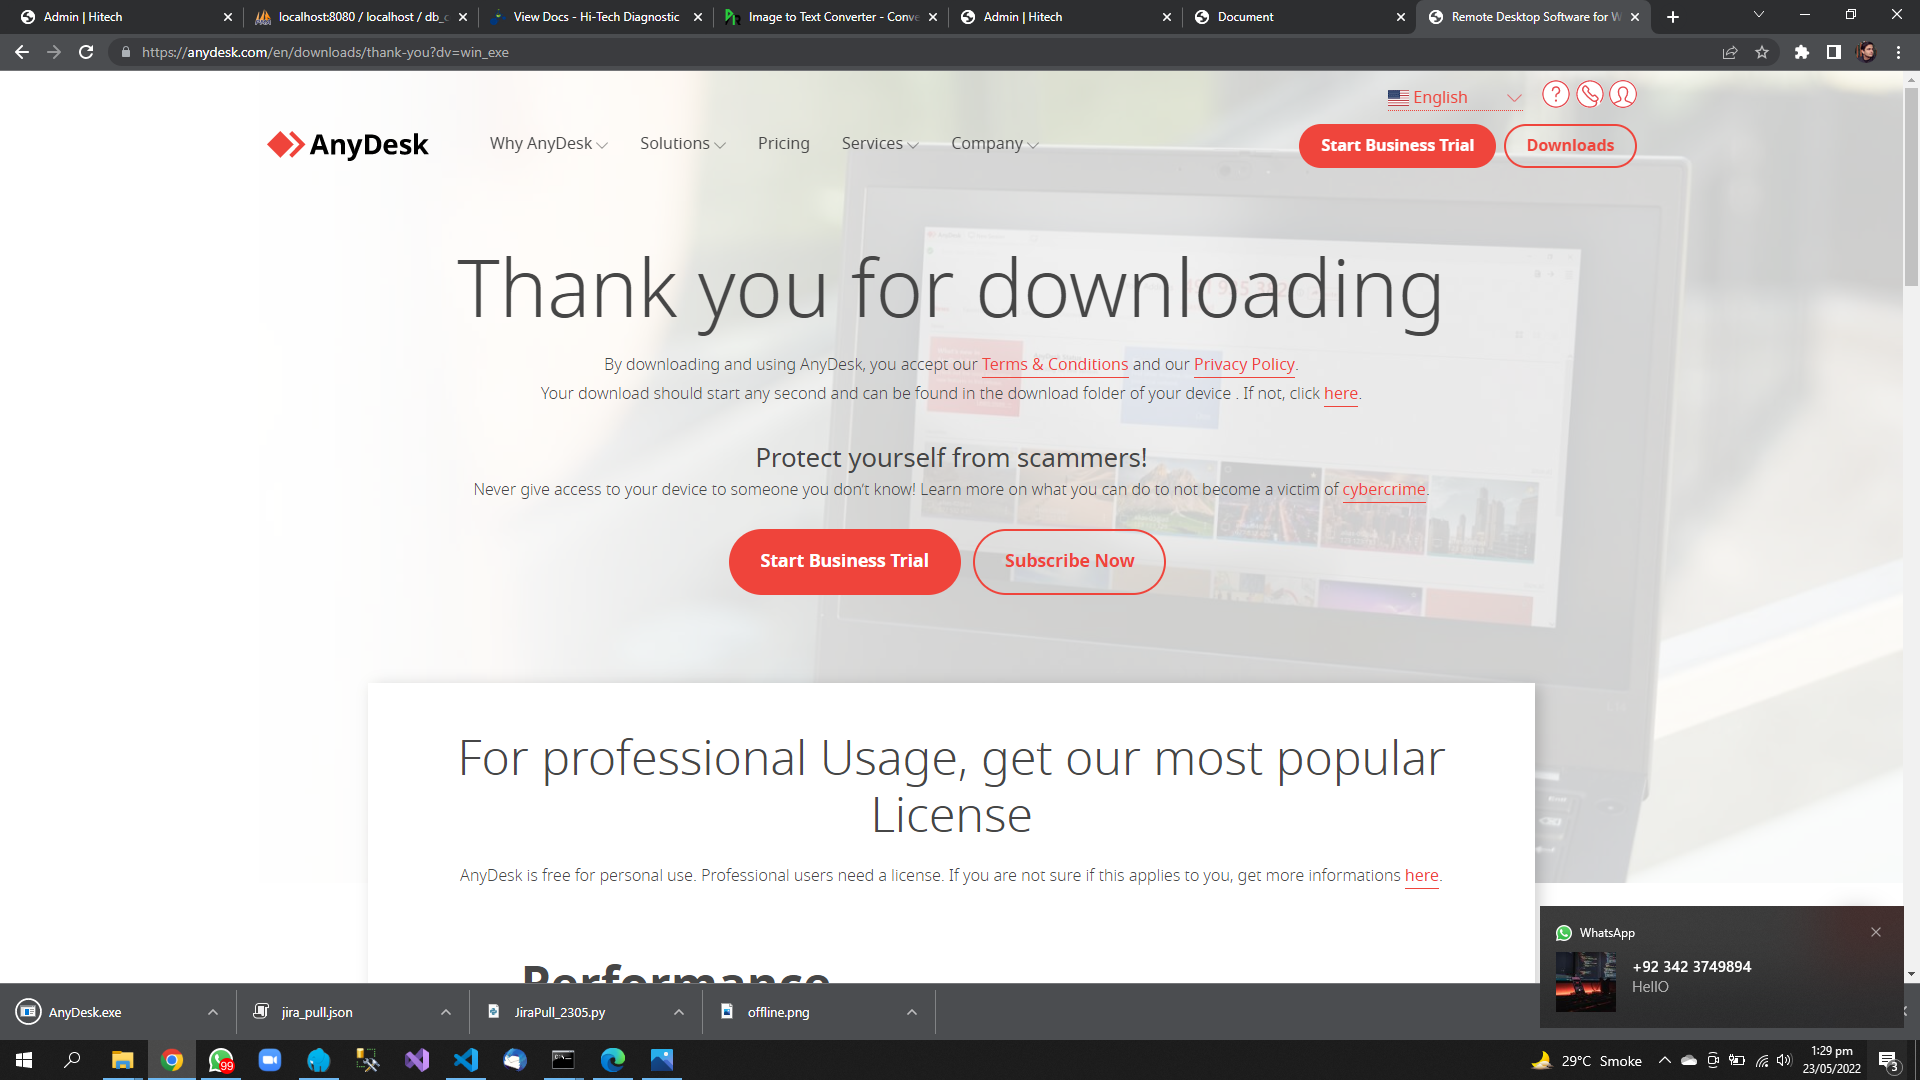 Admin | Hitech
localhost:8080 / localhost / db_c
View Docs - Hi-Tech Diagnostic
Image to Text Converter - Conve
Admin | Hitech
Document
Remote Desktop Software for W
https://anydesk.com/en/downloads/thank-you?dv=win_exe
English
AnyDesk
Why AnyDesk
Solutions
Pricing
Services
Company
Start Business Trial
Downloads
Thank you for downloading
By downloading and using AnyDesk, you accept our Terms & Conditions and our Privacy Policy.
Your download should start any second and can be found in the download folder of your device . If not, click here.
Protect yourself from scammers!
Never give access to your device to someone you don't know! Learn more on what you can do to not become a victim of cybercrime.
Start Business Trial
Subscribe Now
For professional Usage, get our most popular
License
AnyDesk is free for personal use. Professional users need a license. If you are not sure if this applies to you, get more informations here.
Performance
WhatsApp
+92 342 3749894
HellO
AnyDesk.exe
jira_pull.json
JiraPull_2305.py
offline.png
99
29°C Smoke
1:29 pm
23/05/2022
3